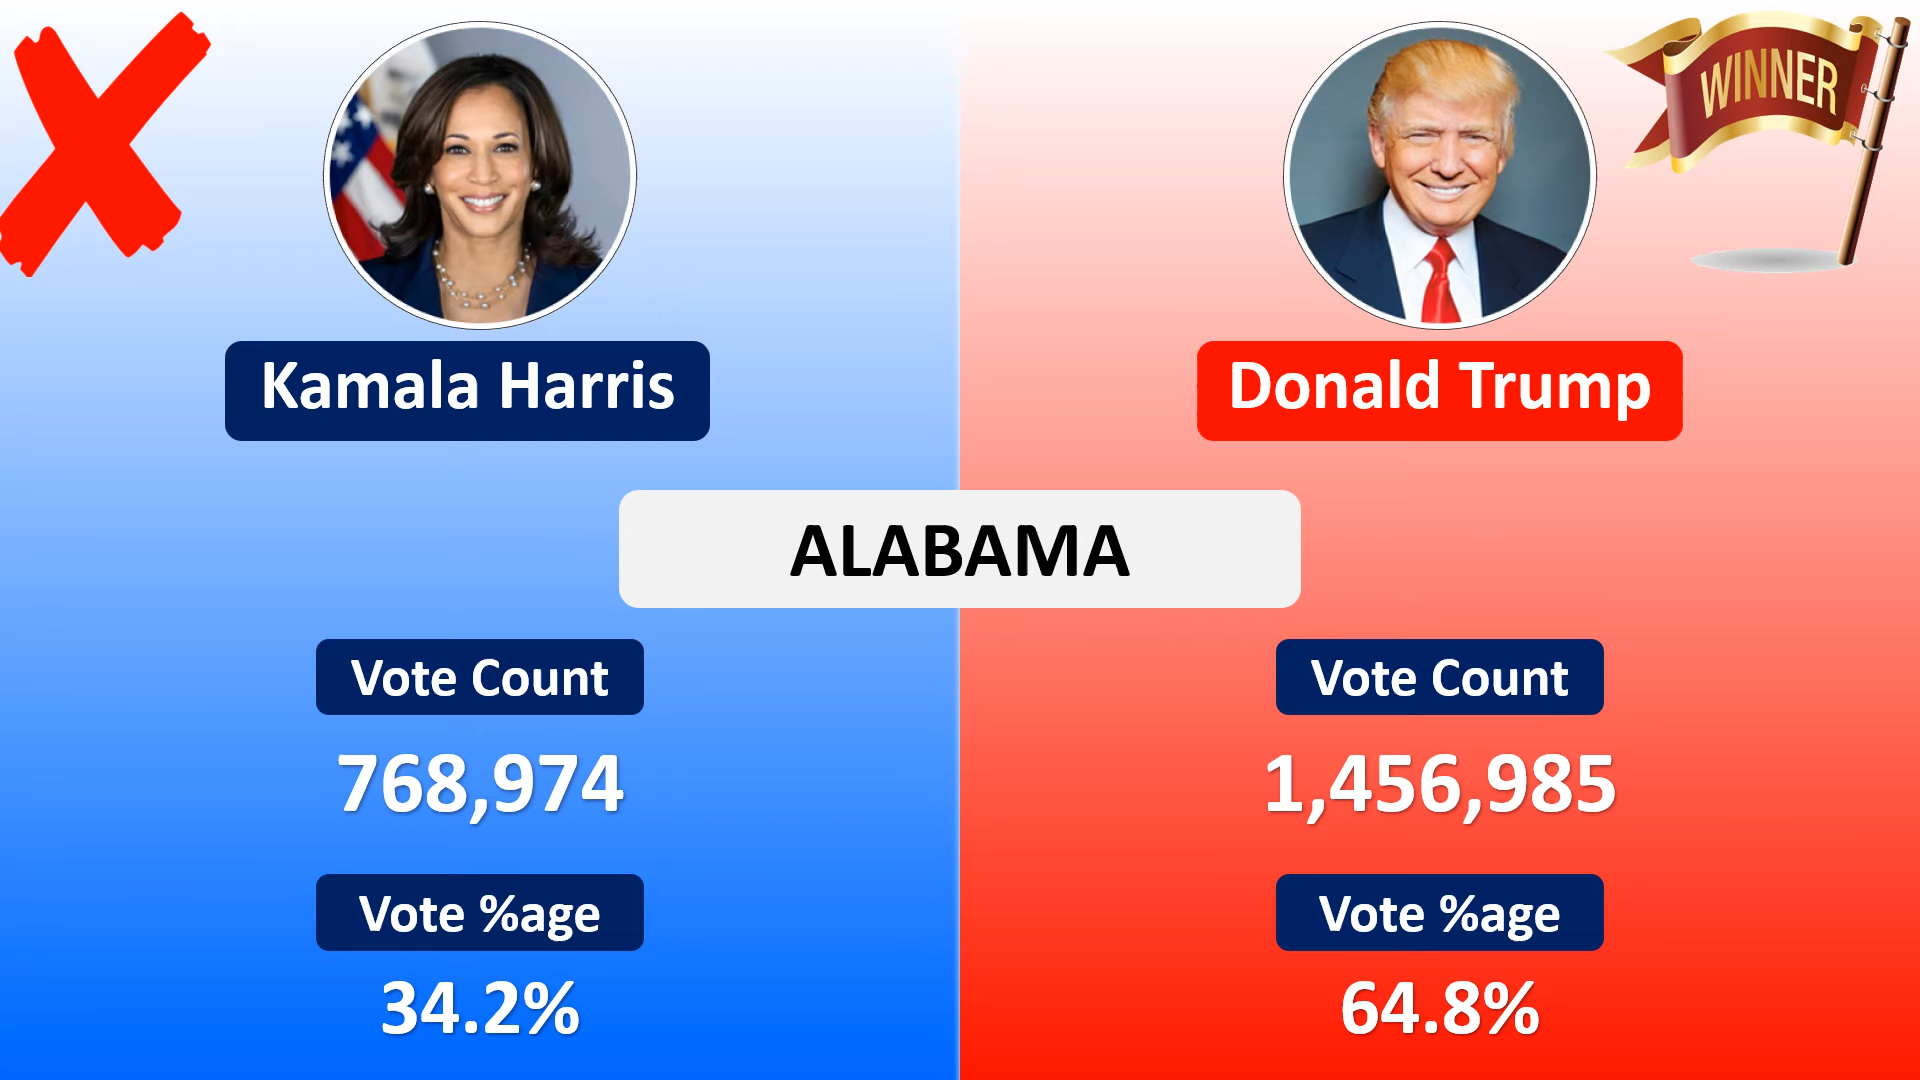 WINNER
Kamala Harris
Donald Trump
ALABAMA
Vote Count
Vote Count
768,974
1,456,985
Vote %age
Vote %age
34.2%
64.8%